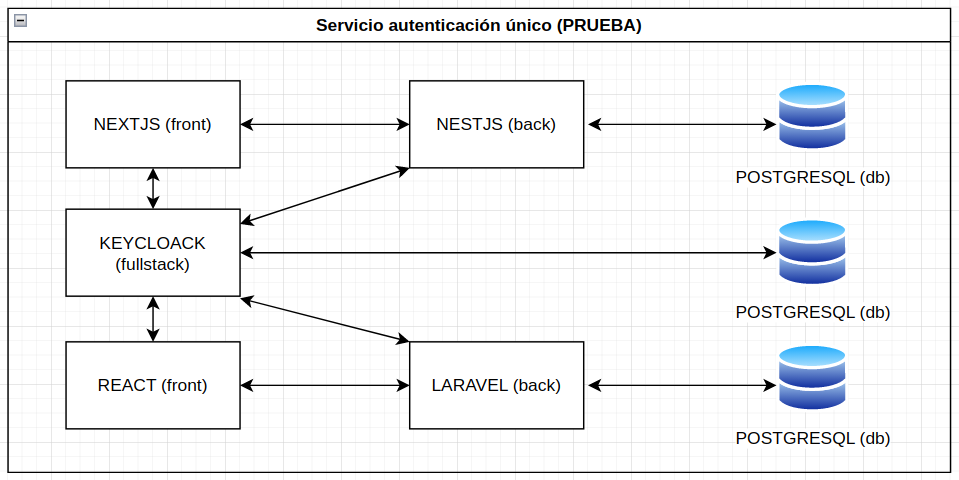 Servicio autenticación único (PRUEBA)
NEXTJS (front)
NESTJS (back)
POSTGRESQL (db)
KEYCLOACK
(fullstack)
POSTGRESQL (db)
REACT (front)
LARAVEL (back)
POSTGRESQL (db)